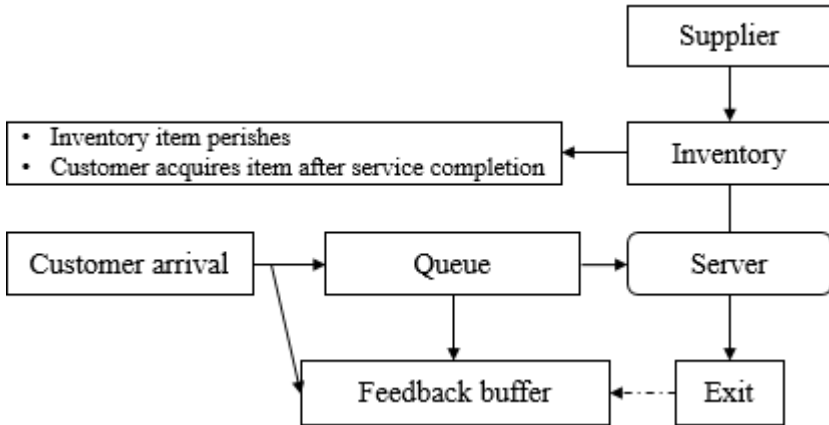 Supplier
• Inventory item perishes
• Customer acquires item after service completion
Inventory
Customer arrival
Queue
Server
Feedback buffer
Exit